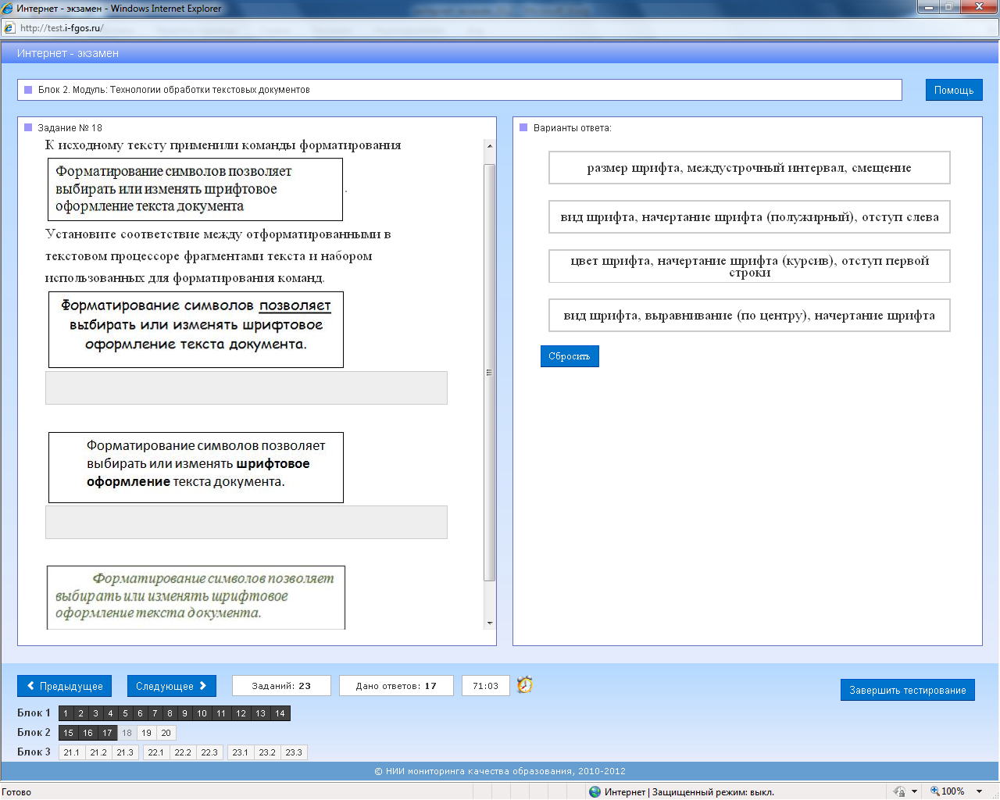 Интернет - экзамен - Windows Internet Explorer
http://test.i-fgos.ru/
Интернет - экзамен
Блок 2. Модуль: Технологии обработки текстовых документов
Помощь
Задание № 18
К исходному тексту применили команды форматирования
Форматирование символов позволяет
выбирать или изменять шрифтовое
оформление текста документа
.
Установите соответствие между отформатированными в
текстовом процессоре фрагментами текста и набором
использованных для форматирования команд.
Форматирование символов позволяет
выбирать или изменять шрифтовое
оформление текста документа.
Форматирование символов позволяет
выбирать или изменять шрифтовое
оформление текста документа.
Форматирование символов позволяет
выбирать или изменять шрифтовое
оформление текста документа.
Варианты ответа:
размер шрифта, междустрочный интервал, смещение
вид шрифта, начертание шрифта (полужирный), отступ слева
цвет шрифта, начертание шрифта (курсив), отступ первой
строки
вид шрифта, выравнивание (по центру), начертание шрифта
Сбросить
Предыдущее
Следующее
Заданий: 23
Дано ответов: 17
71:03
Завершить тестирование
Блок 1 1 2 3 4 5 6 7 8 9 10 11 12 13 14
Блок 2 15 16 17 18 19 20
Блок 3 21.1 21.2 21.3 22.1 22.2 22.3 23.1 23.2 23.3
© НИИ мониторинга качества образования, 2010-2012
Готово
Интернет | Защищенный режим: выкл.
100%